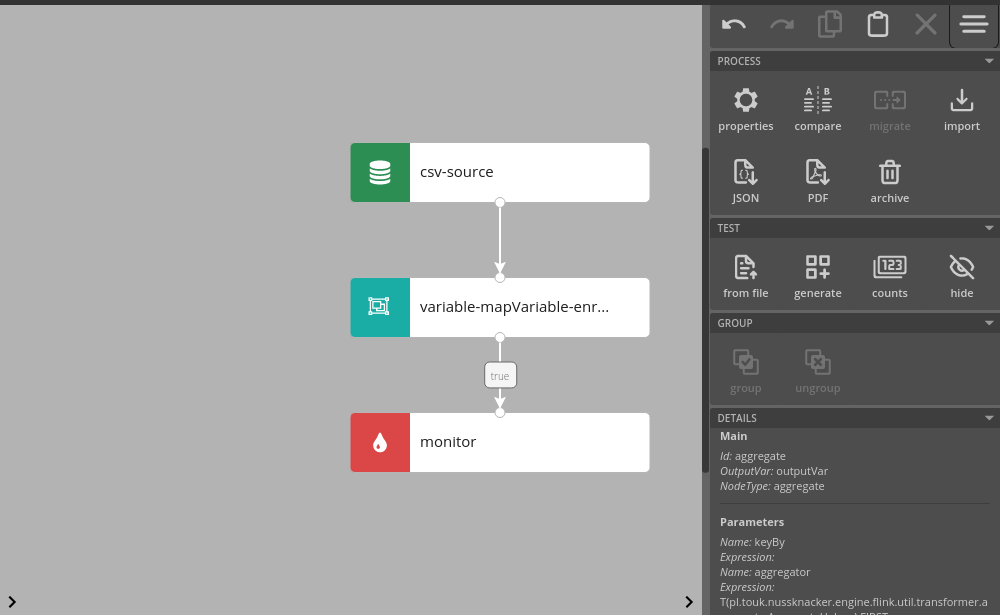 csv-source
variable-mapVariable-enr...
true
monitor
PROCESS
properties
A B
compare
migrate
import
JSON
PDF
archive
TEST
from file
generate
123
counts
hide
GROUP
group
ungroup
DETAILS
Main
Id: aggregate
OutputVar: outputVar
NodeType: aggregate
Parameters
Name: keyBy
Expression:
Name: aggregator
Expression:
T(pl.touk.nussknacker.engine.flink.util.transformer.a